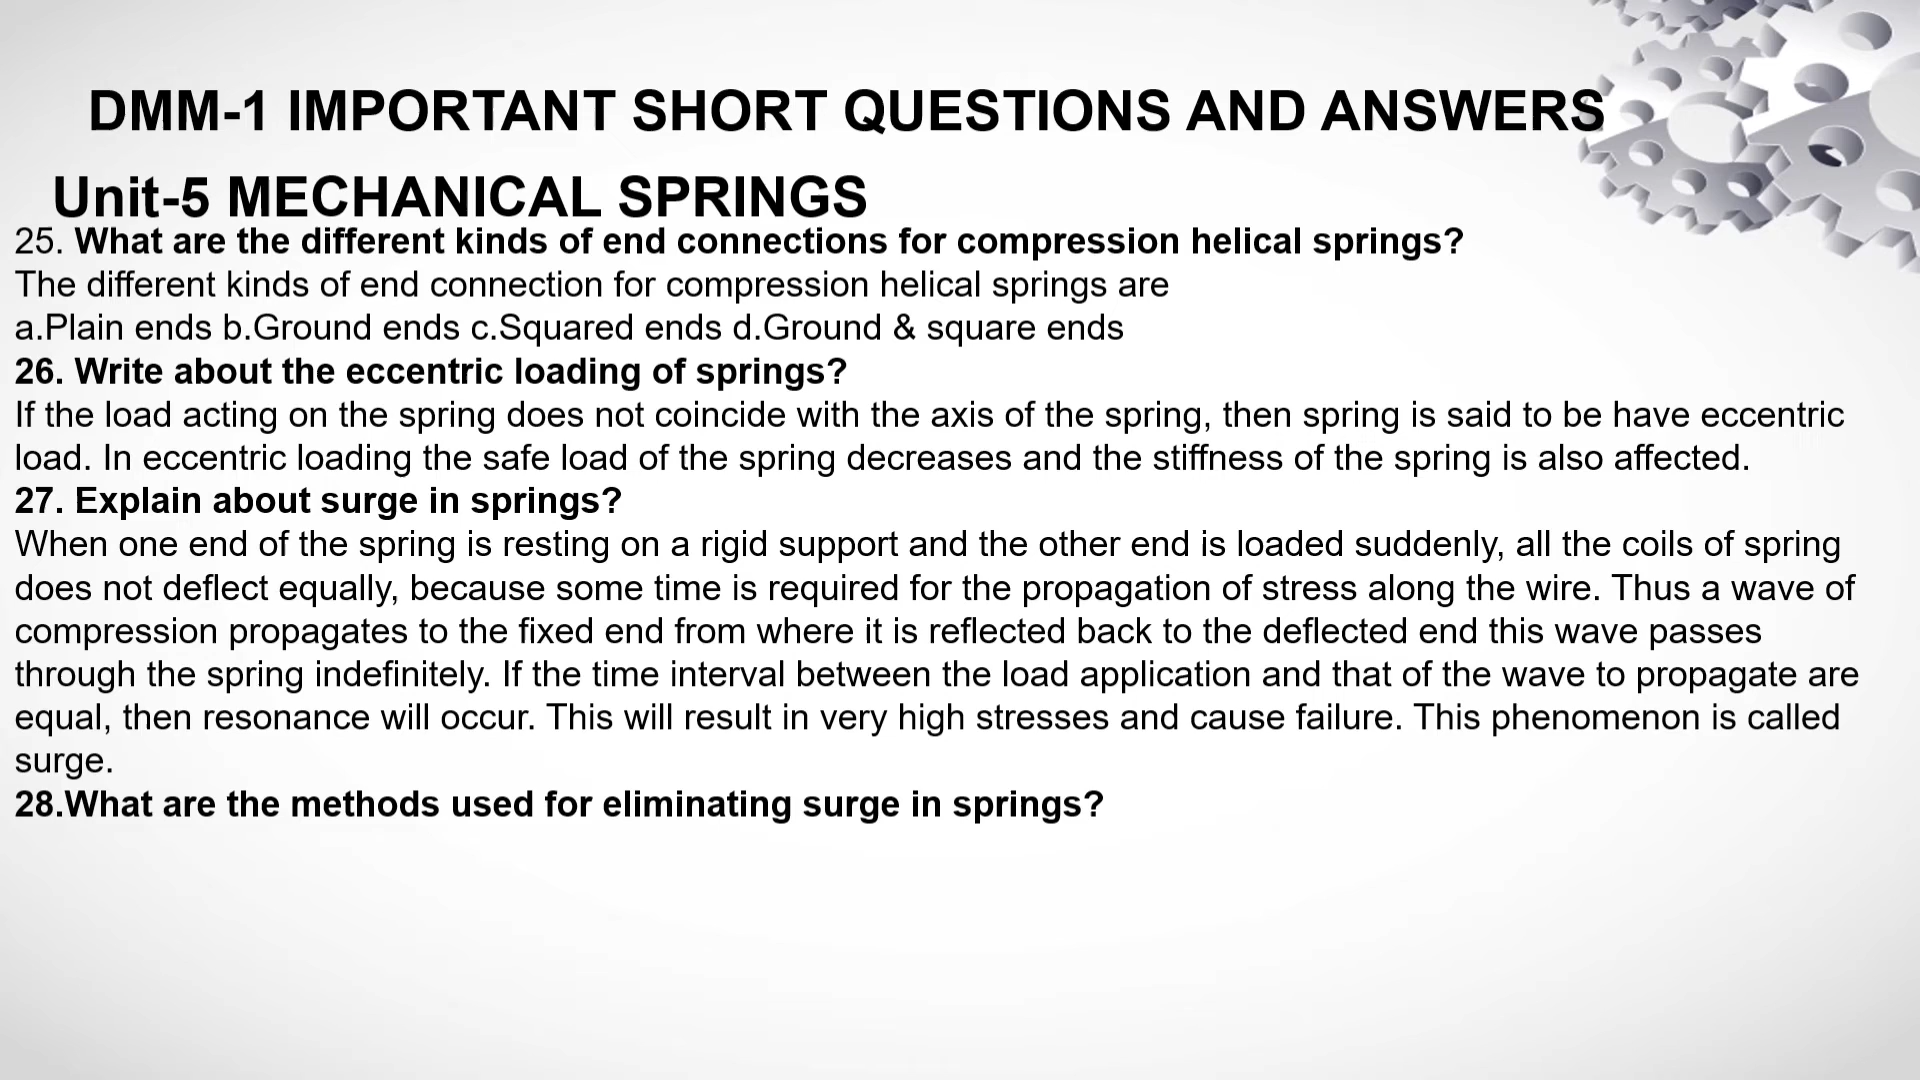 DMM-1 IMPORTANT SHORT QUESTIONS AND ANSWERS
Unit-5 MECHANICAL SPRINGS
25. What are the different kinds of end connections for compression helical springs?
The different kinds of end connection for compression helical springs are
a.Plain ends b.Ground ends c.Squared ends d.Ground & square ends
26. Write about the eccentric loading of springs?
If the load acting on the spring does not coincide with the axis of the spring, then spring is said to be have eccentric
load. In eccentric loading the safe load of the spring decreases and the stiffness of the spring is also affected.
27. Explain about surge in springs?
When one end of the spring is resting on a rigid support and the other end is loaded suddenly, all the coils of spring
does not deflect equally, because some time is required for the propagation of stress along the wire. Thus a wave of
compression propagates to the fixed end from where it is reflected back to the deflected end this wave passes
through the spring indefinitely. If the time interval between the load application and that of the wave to propagate are
equal, then resonance will occur. This will result in very high stresses and cause failure. This phenomenon is called
surge.
28.What are the methods used for eliminating surge in springs?